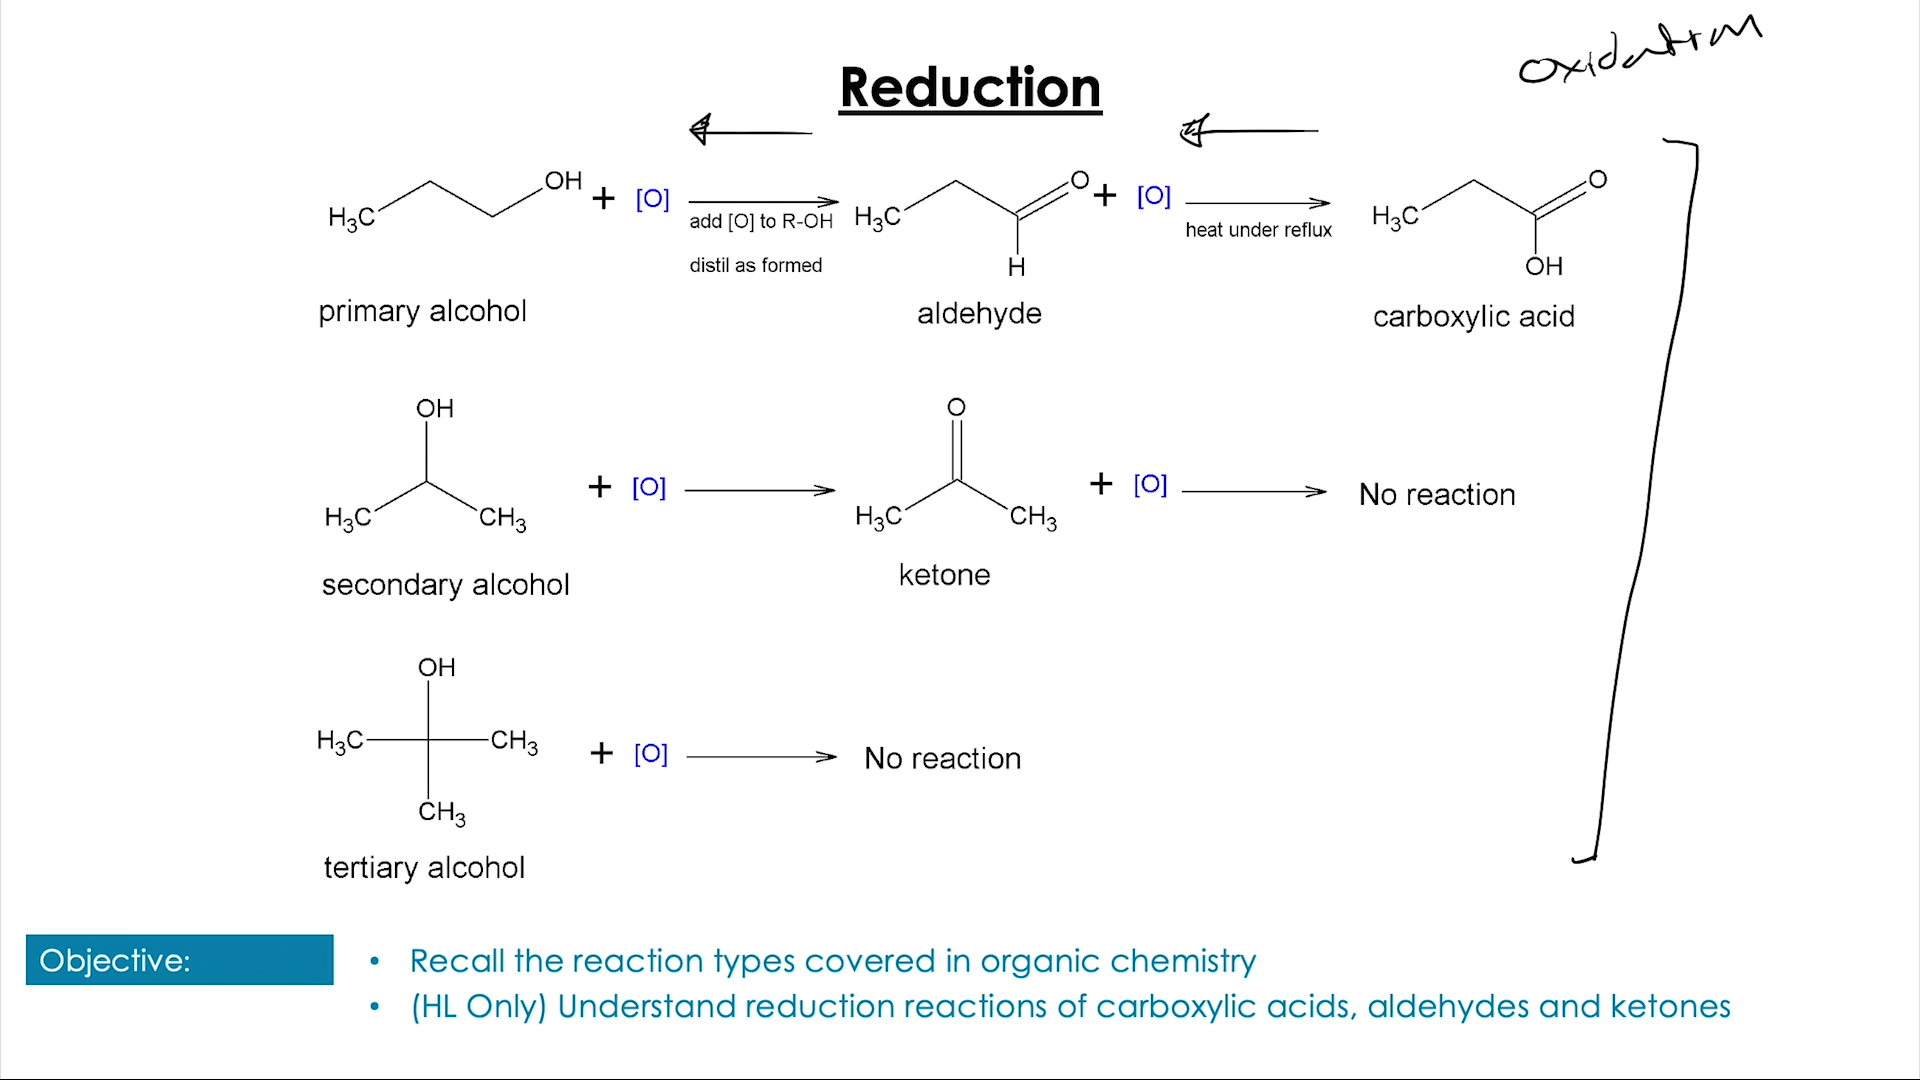 Oxidation
Reduction
H₃C OH + [O] add [O] to R-OH distil as formed H₃C O H + [O] heat under reflux H₃C O OH
primary alcohol aldehyde carboxylic acid
OH H₃C CH₃ + [O] O H₃C CH₃ + [O] No reaction
secondary alcohol ketone
OH H₃C CH₃ CH₃ + [O] No reaction
tertiary alcohol
Objective:
• Recall the reaction types covered in organic chemistry
• (HL Only) Understand reduction reactions of carboxylic acids, aldehydes and ketones